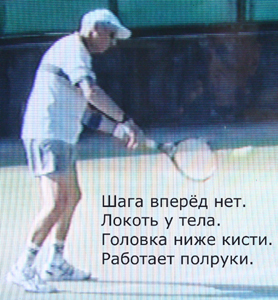 Шага вперёд нет.
Локоть у тела.
Головка ниже кисти.
Работает полруки.